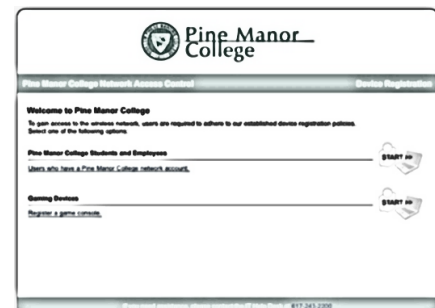 Pine Manor
College
Pine Manor College Network Access Control
Device Registration
Welcome to Pine Manor College
To gain access to the wireless network, users are required to adhere to our established device registration policies.
Select one of the following options:
Pine Manor College Students and Employees
START >>
Users who have a Pine Manor College network account.
Gaming Devices
START >>
Register a game console.
617-243-2200